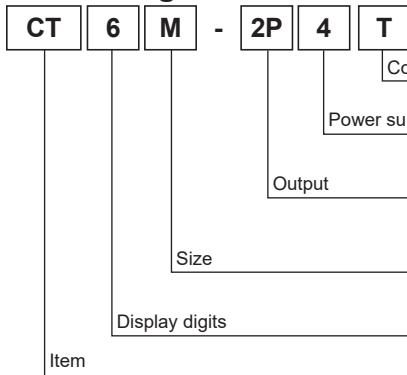 CT 6 M - 2P 4 T
Co
Power su
Output
Size
Display digits
Item